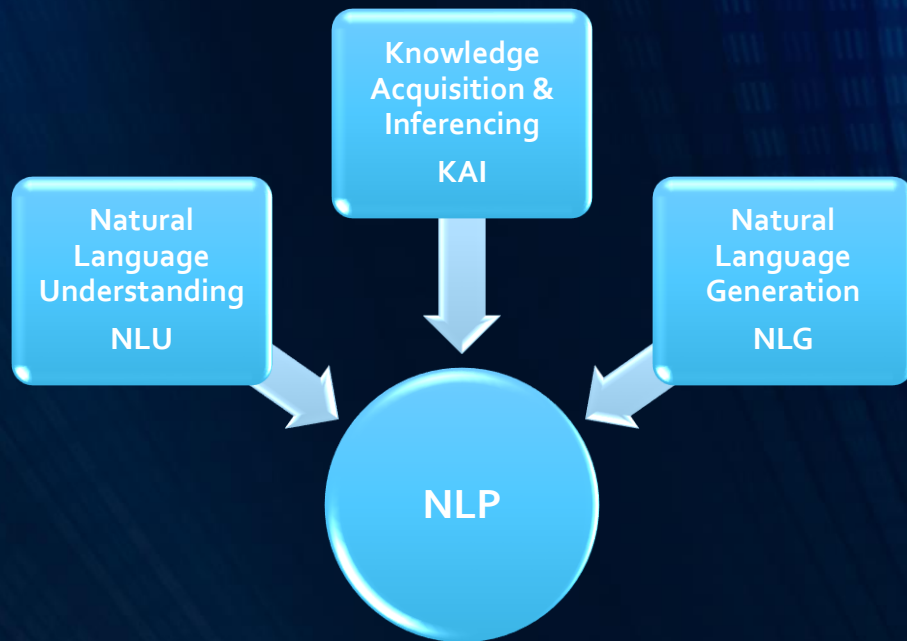 Knowledge
Acquisition &
Inferencing
KAI
Natural
Language
Understanding
NLU
Natural
Language
Generation
NLG
NLP